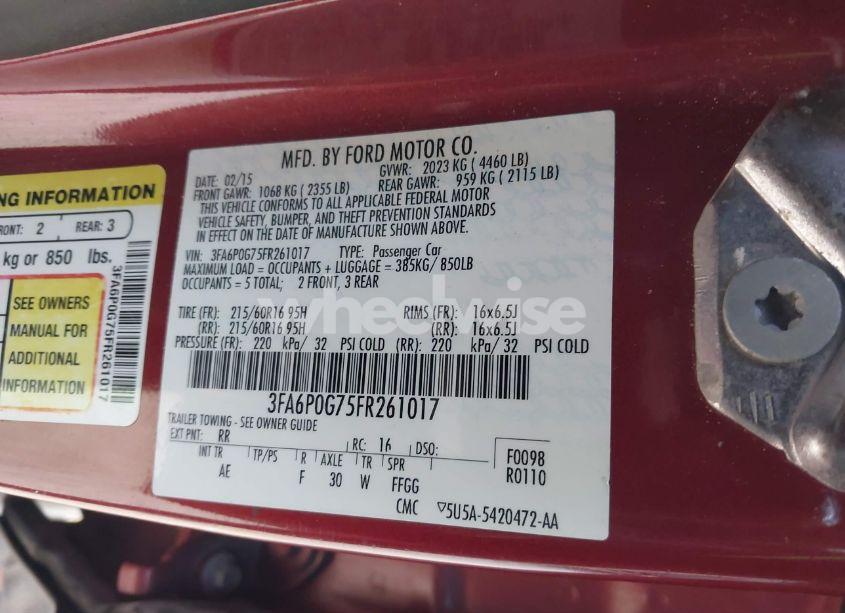 NG INFORMATION
FRONT: 2 REAR: 3
kg or 850 lbs.
SEE OWNERS
MANUAL FOR
ADDITIONAL
INFORMATION
3FA6P0G75FR261017
MFD. BY FORD MOTOR CO.
DATE: 02/15 GVWR: 2023 KG ( 4460 LB)
FRONT GAWR: 1068 KG ( 2355 LB) REAR GAWR: 959 KG ( 2115 LB)
THIS VEHICLE CONFORMS TO ALL APPLICABLE FEDERAL MOTOR
VEHICLE SAFETY, BUMPER, AND THEFT PREVENTION STANDARDS
IN EFFECT ON THE DATE OF MANUFACTURE SHOWN ABOVE.
VIN: 3FA6P0G75FR261017 TYPE: Passenger Car
MAXIMUM LOAD = OCCUPANTS + LUGGAGE = 385KG/ 850LB
OCCUPANTS = 5 TOTAL; 2 FRONT, 3 REAR
wheelwise
TIRE (FR): 215/60R16 95H RIMS (FR): 16x6.5J
(RR): 215/60R16 95H (RR): 16x6.5J
PRESSURE (FR): 220 kPa/ 32 PSI COLD (RR): 220 kPa/ 32 PSI COLD
3FA6P0G75FR261017
TRAILER TOWING - SEE OWNER GUIDE
EXT PNT: RR RC: 16 DSO: F0098
INT TR TP/PS R AXLE TR SPR R0110
AE F 30 W FFGG
CMC ▽5U5A-5420472-AA